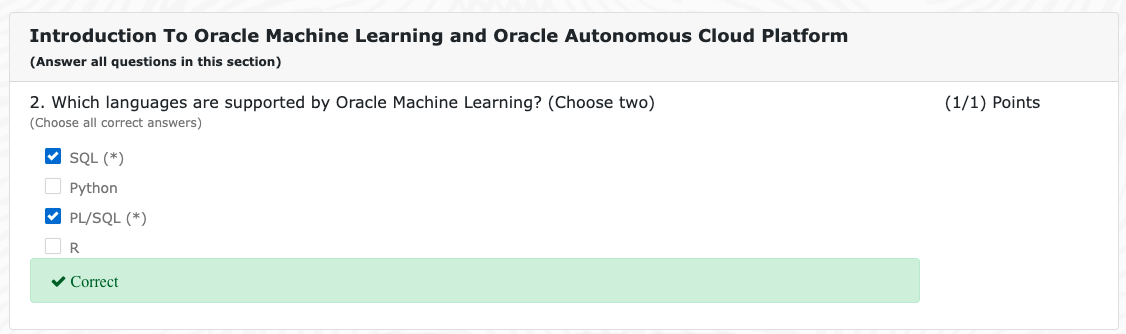 Introduction To Oracle Machine Learning and Oracle Autonomous Cloud Platform
(Answer all questions in this section)
2. Which languages are supported by Oracle Machine Learning? (Choose two) (1/1) Points
(Choose all correct answers)
SQL (*)
Python
PL/SQL (*)
R
Correct